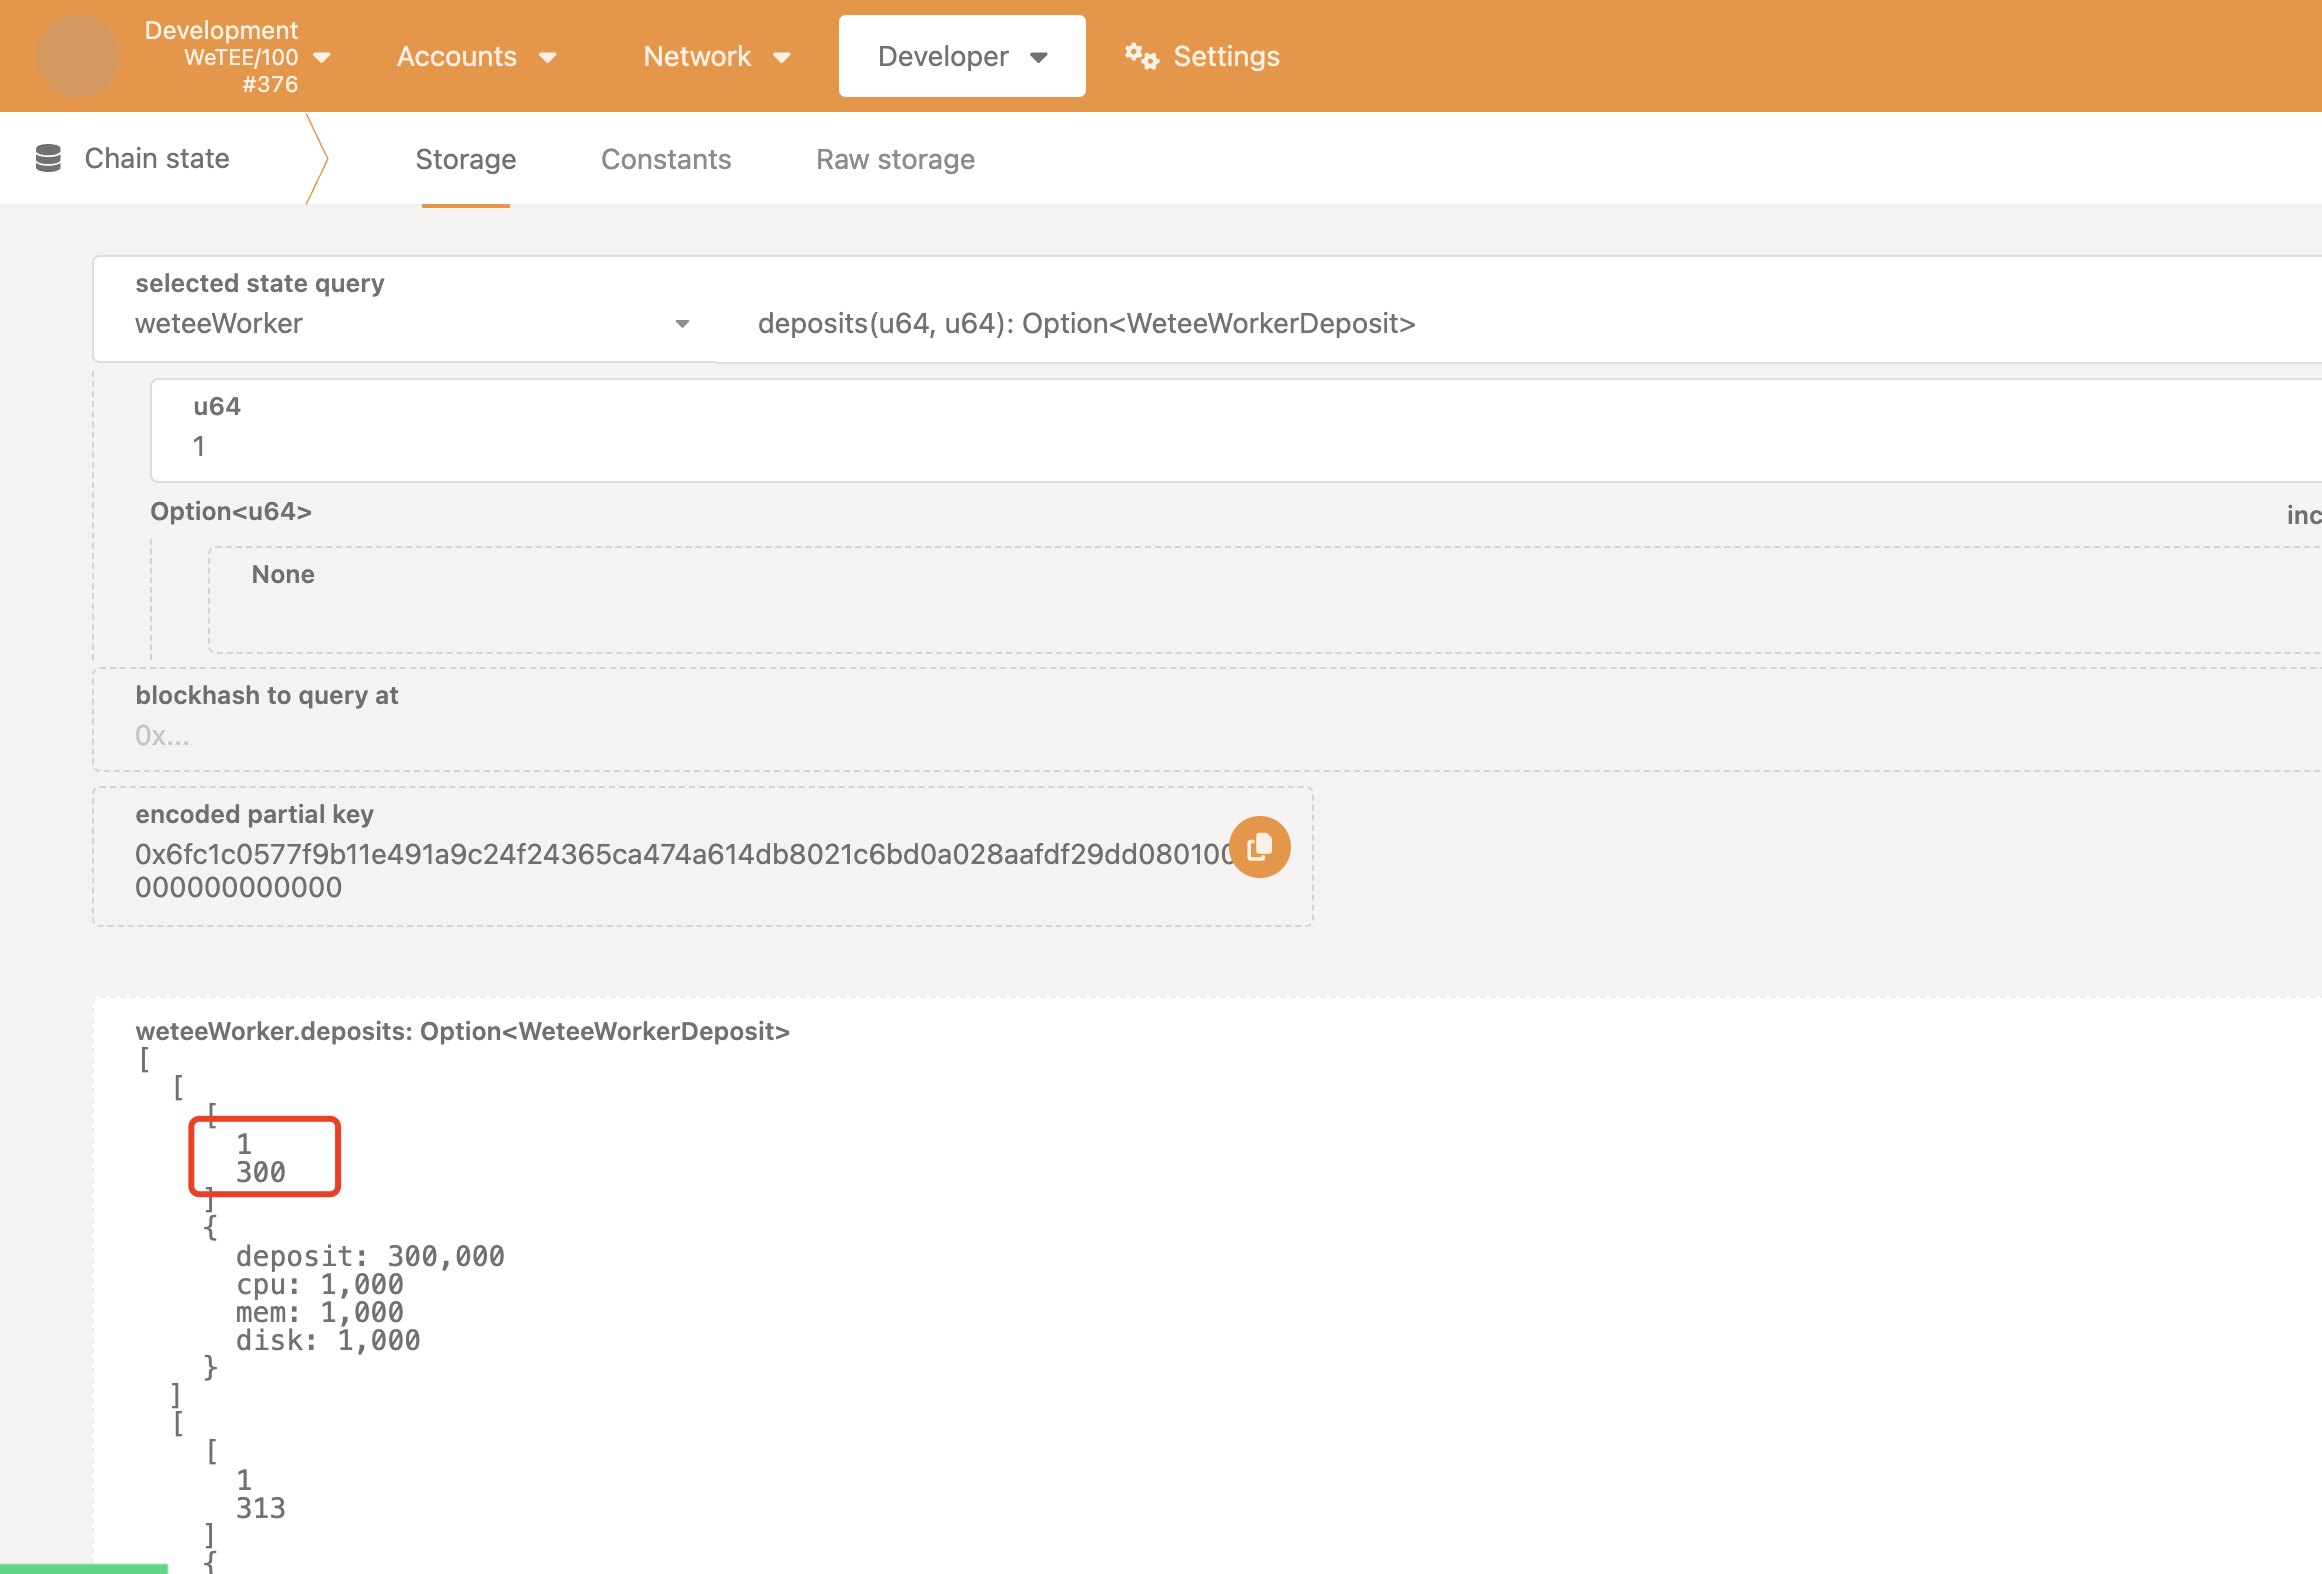 Development
WeTEE/100
#376
Accounts
Network
Developer
Settings
Chain state
Storage
Constants
Raw storage
selected state query
weteeWorker
deposits(u64, u64): Option<WeteeWorkerDeposit>
u64
1
Option<u64>
inc
None
blockhash to query at
0x...
encoded partial key
0x6fc1c0577f9b11e491a9c24f24365ca474a614db8021c6bd0a028aafdf29dd080100
000000000000
weteeWorker.deposits: Option<WeteeWorkerDeposit>
[
[
[
1
300
]
{
deposit: 300,000
cpu: 1,000
mem: 1,000
disk: 1,000
}
]
[
[
1
313
]
{